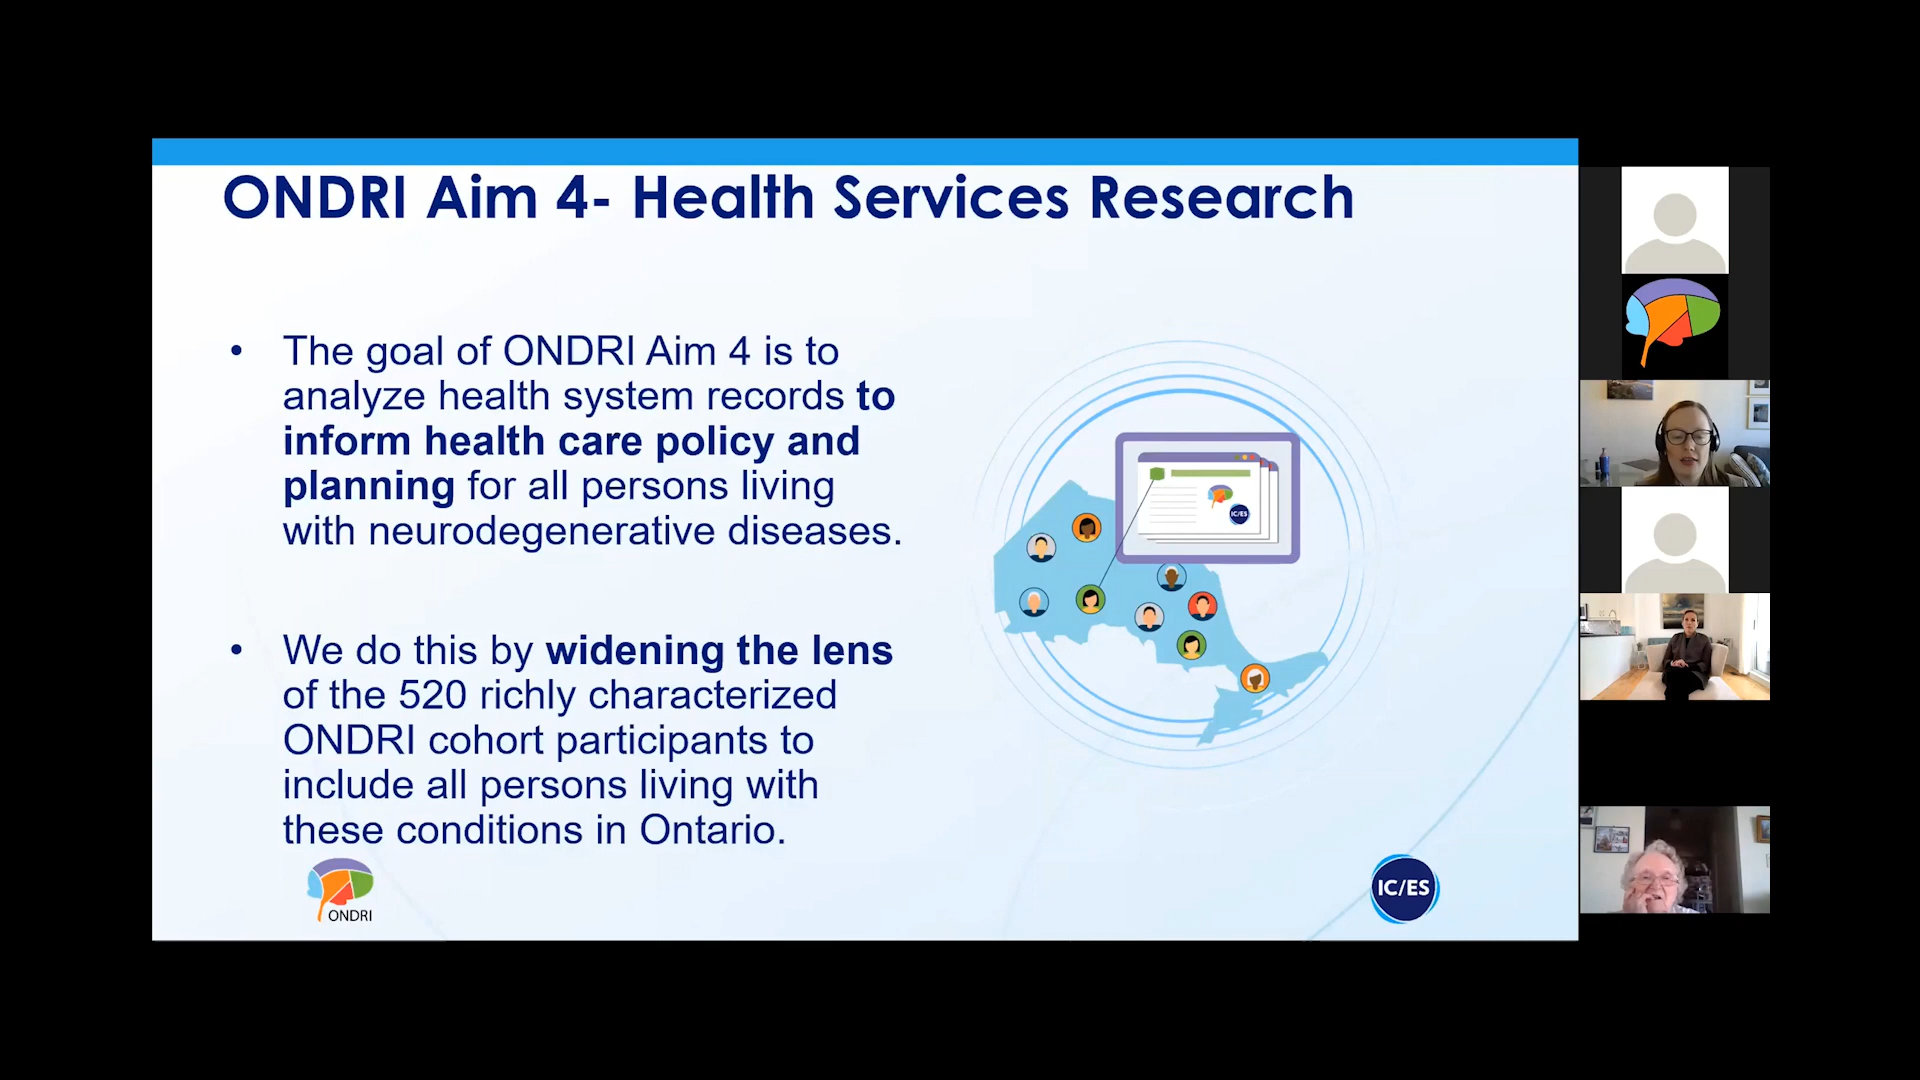 ONDRI Aim 4- Health Services Research
• The goal of ONDRI Aim 4 is to
analyze health system records to
inform health care policy and
planning for all persons living
with neurodegenerative diseases.
• We do this by widening the lens
of the 520 richly characterized
ONDRI cohort participants to
include all persons living with
these conditions in Ontario.
IC/ES
ONDRI
IC/ES